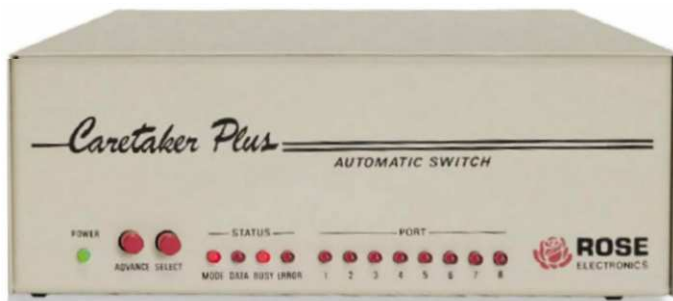 Caretaker Plus
AUTOMATIC SWITCH
POWER
STATUS
PORT
ADVANCE SELECT
MODE DATA BUSY ERROR
1 2 3 4 5 6 7 8
ROSE
ELECTRONICS